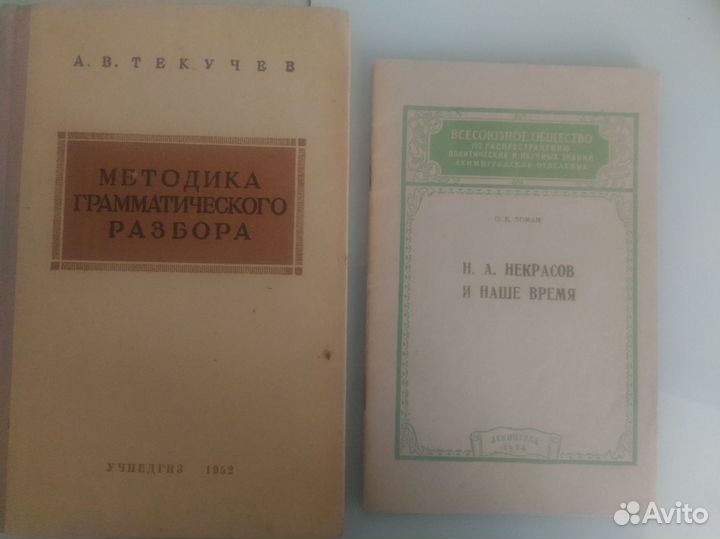 А. В. ТЕКУЧЕВ
МЕТОДИКА
ГРАММАТИЧЕСКОГО
РАЗБОРА
УЧПЕДГИЗ 1952
ВСЕСОЮЗНОЕ ОБЩЕСТВО
ПО РАСПРОСТРАНЕНИЮ
ПОЛИТИЧЕСКИХ И НАУЧНЫХ ЗНАНИЙ
ЛЕНИНГРАДСКОЕ ОТДЕЛЕНИЕ
О. В. ЛОМАН
Н. А. НЕКРАСОВ
И НАШЕ ВРЕМЯ
ЛЕНИНГРАД
Avito